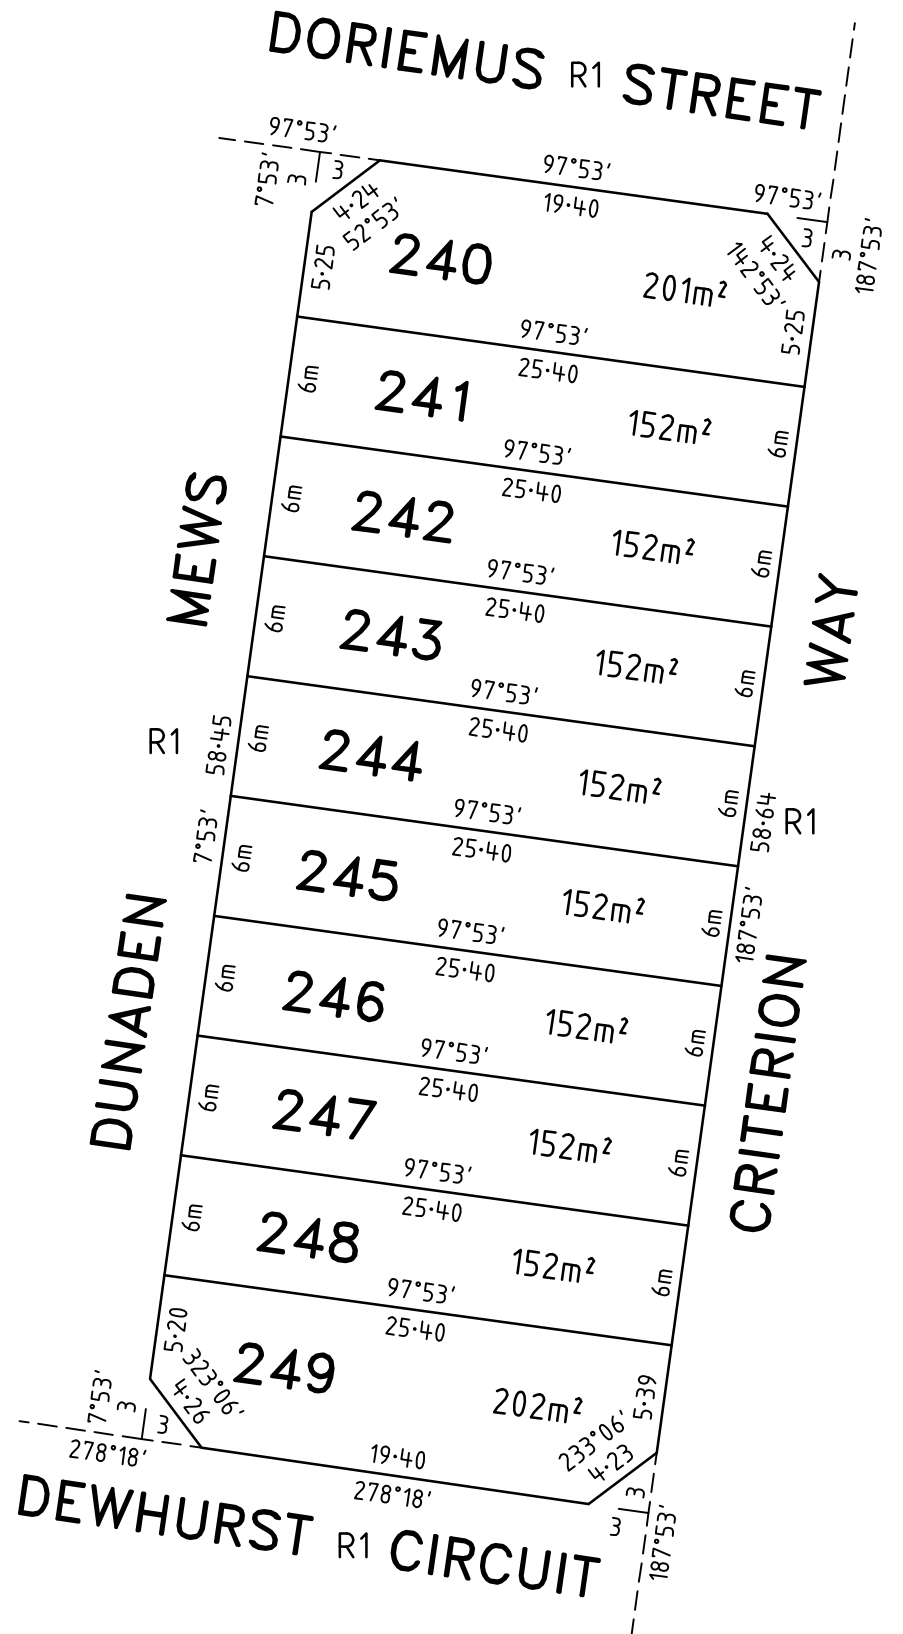 DORIEMUS R1 STREET
97°53'
7°53'
3
3
4·24
52°53'
5·25
97°53'
19·40
97°53'
3
3
187°53'
4·24
142°53'
5·25
240
201m²
97°53'
25·40
6m
241
152m²
6m
97°53'
25·40
6m
242
152m²
6m
97°53'
25·40
6m
243
152m²
6m
97°53'
25·40
6m
244
152m²
6m
97°53'
25·40
6m
245
152m²
6m
97°53'
25·40
6m
246
152m²
6m
97°53'
25·40
6m
247
152m²
6m
97°53'
25·40
6m
248
152m²
6m
97°53'
25·40
5·20
249
202m²
5·39
323°06'
4·26
233°06'
4·23
7°53'
3
3
278°18'
19·40
278°18'
3
3
187°53'
DUNADEN MEWS
R1
58·45
7°53'
CRITERION WAY
R1
58·64
187°53'
DEWHURST R1 CIRCUIT